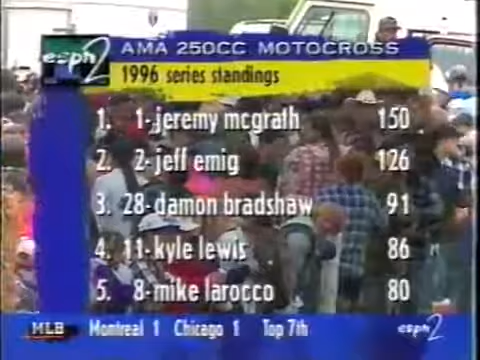 espn2 AMA 250CC MOTOCROSS
1996 series standings
1. 1-jeremy mcgrath 150
2. 2-jeff emig 126
3. 28-damon bradshaw 91
4. 11-kyle lewis 86
5. 8-mike larocco 80
MLB Montreal 1 Chicago 1 Top 7th espn2